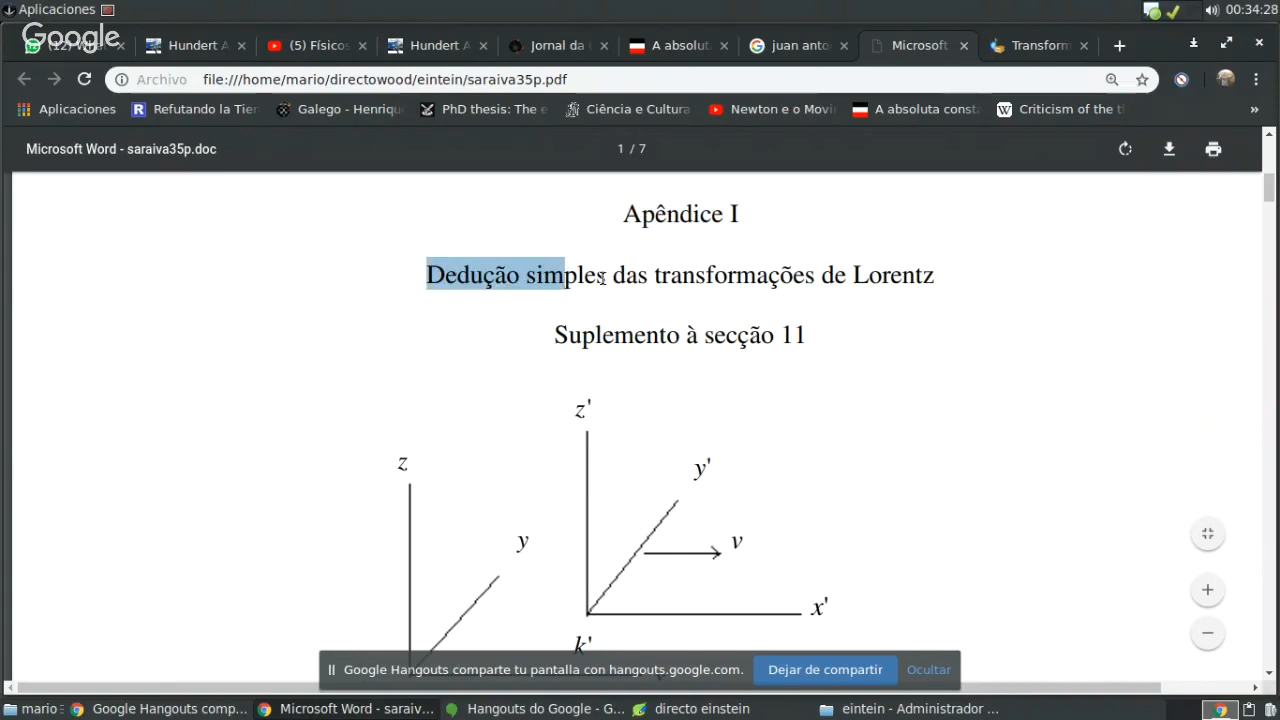 Aplicaciones
00:34:28
Google
Hundert A
(5) Físicos
Hundert A
Jornal da
A absolut
juan anto
Microsoft
Transform
Archivo file:///home/mario/directowood/eintein/saraiva35p.pdf
Aplicaciones
Refutando la Tier
Galego - Henriqu
PhD thesis: The e
Ciência e Cultura
Newton e o Movi
A absoluta const
Criticism of the t
»
Microsoft Word - saraiva35p.doc
1 / 7
Apêndice I
Dedução simples das transformações de Lorentz
Suplemento à secção 11
z'
z
y'
y
v
x'
k'
Google Hangouts comparte tu pantalla con hangouts.google.com.
Dejar de compartir
Ocultar
mario
Google Hangouts comp...
Microsoft Word - saraiva...
Hangouts do Google - G...
directo einstein
eintein - Administrador ...